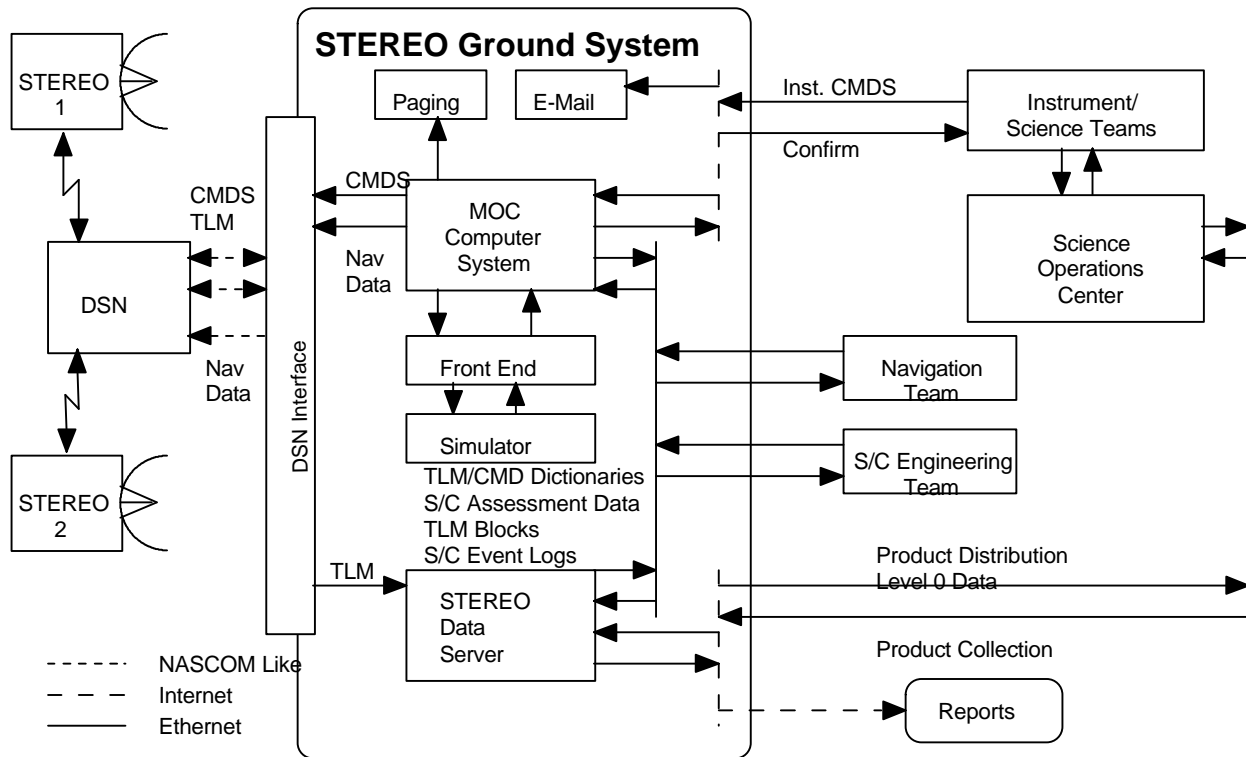 STEREO Ground System
STEREO
1
Paging
E-Mail
Inst. CMDS
Confirm
Instrument/
Science Teams
CMDS
TLM
CMDS
MOC
Computer
System
Nav
Data
Science
Operations
Center
DSN
Nav
Data
DSN Interface
Front End
Navigation
Team
Simulator
S/C Engineering
Team
STEREO
2
TLM/CMD Dictionaries
S/C Assessment Data
TLM Blocks
S/C Event Logs
TLM
STEREO
Data
Server
Product Distribution
Level 0 Data
Product Collection
Reports
NASCOM Like
Internet
Ethernet